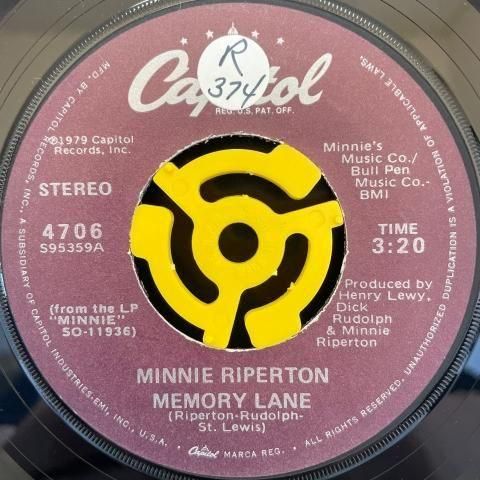 R
374
Capitol
REG. U.S. PAT. OFF.
℗1979 Capitol
Records, Inc.
STEREO
4706
S95359A
(from the LP
"MINNIE"
SO-11936)
Minnie's
Music Co./
Bull Pen
Music Co.-
BMI
TIME
3:20
Produced by
Henry Lewy,
Dick
Rudolph
& Minnie
Riperton
MINNIE RIPERTON
MEMORY LANE
(Riperton-Rudolph-
St. Lewis)
MFD. BY CAPITOL RECORDS, INC., A SUBSIDIARY OF CAPITOL INDUSTRIES-EMI, INC., U.S.A. • Capitol MARCA REG. • ALL RIGHTS RESERVED. UNAUTHORIZED DUPLICATION IS A VIOLATION OF APPLICABLE LAWS.